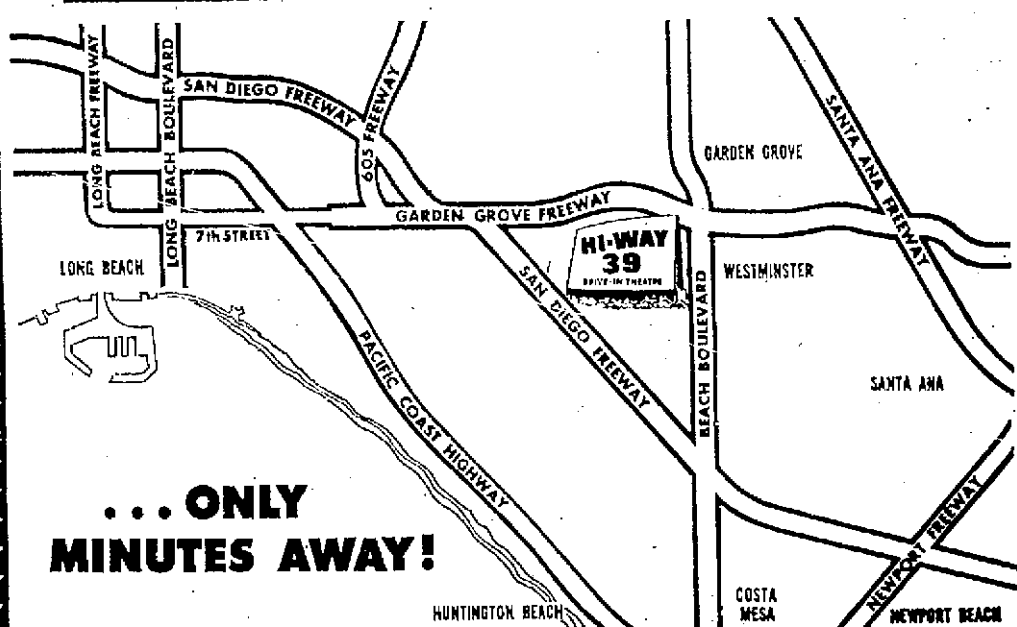 LONG BEACH FREEWAY
LONG BEACH BOULEVARD
SAN DIEGO FREEWAY
605 FREEWAY
SANTA ANA FREEWAY
GARDEN GROVE
GARDEN GROVE FREEWAY
7th STREET
HI-WAY
39
DRIVE-IN THEATRE
LONG BEACH
WESTMINSTER
SAN DIEGO FREEWAY
BEACH BOULEVARD
PACIFIC COAST HIGHWAY
SANTA ANA
...ONLY
MINUTES AWAY!
NEWPORT FREEWAY
HUNTINGTON BEACH
COSTA
MESA
NEWPORT BEACH